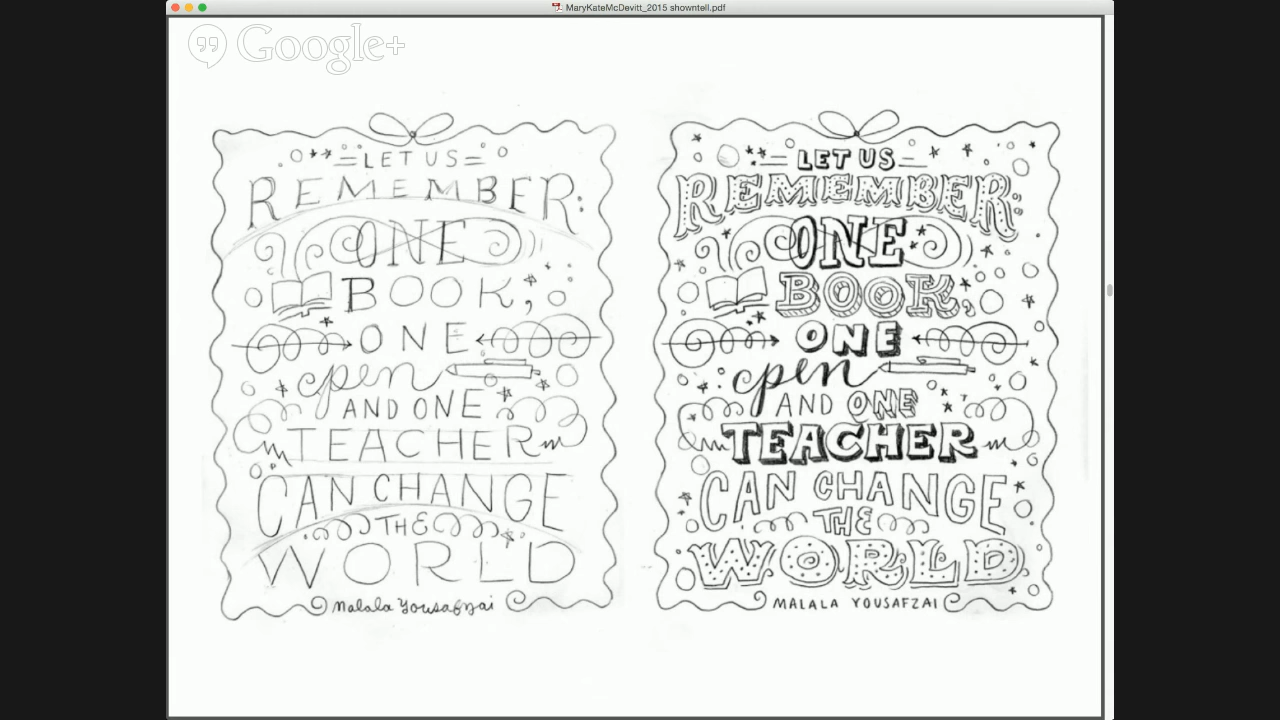 MaryKateMcDevitt_2015 showntell.pdf
Google+
LET US
REMEMBER:
ONE
BOOK,
ONE
pen
AND ONE
TEACHER
CAN CHANGE
THE
WORLD
Malala Yousafzai
LET US
REMEMBER:
ONE
BOOK,
ONE
pen
AND ONE
TEACHER
CAN CHANGE
THE
WORLD
MALALA YOUSAFZAI